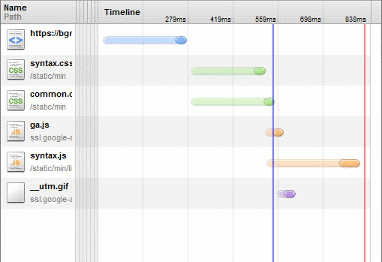 Name
Path
Timeline
279ms 419ms 559ms 698ms 838ms
https://bgr
syntax.css
/static/min
common.c
/static/min
ga.js
ssl.google-a
syntax.js
/static/min/li
__utm.gif
ssl.google-a